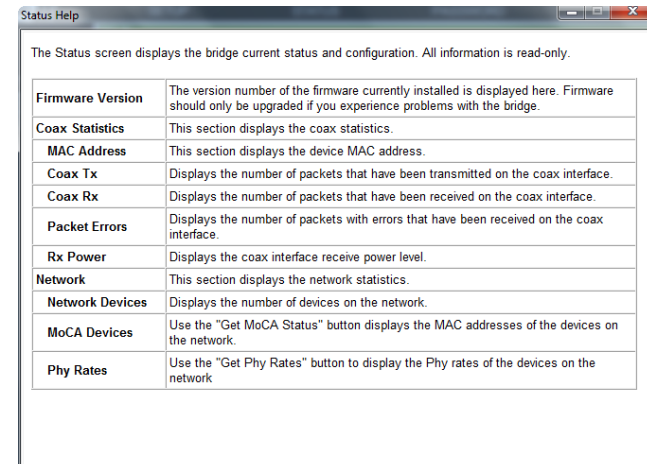 Status Help
The Status screen displays the bridge current status and configuration. All information is read-only.
Firmware Version
The version number of the firmware currently installed is displayed here. Firmware
should only be upgraded if you experience problems with the bridge.
Coax Statistics
This section displays the coax statistics.
MAC Address
This section displays the device MAC address.
Coax Tx
Displays the number of packets that have been transmitted on the coax interface.
Coax Rx
Displays the number of packets that have been received on the coax interface.
Packet Errors
Displays the number of packets with errors that have been received on the coax
interface.
Rx Power
Displays the coax interface receive power level.
Network
This section displays the network statistics.
Network Devices
Displays the number of devices on the network.
MoCA Devices
Use the "Get MoCA Status" button displays the MAC addresses of the devices on
the network.
Phy Rates
Use the "Get Phy Rates" button to display the Phy rates of the devices on the
network